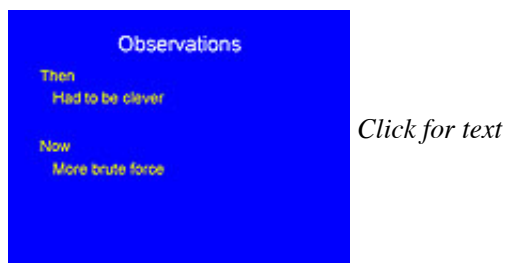 Observations
Then
Had to be clever
Now
More brute force
Click for text